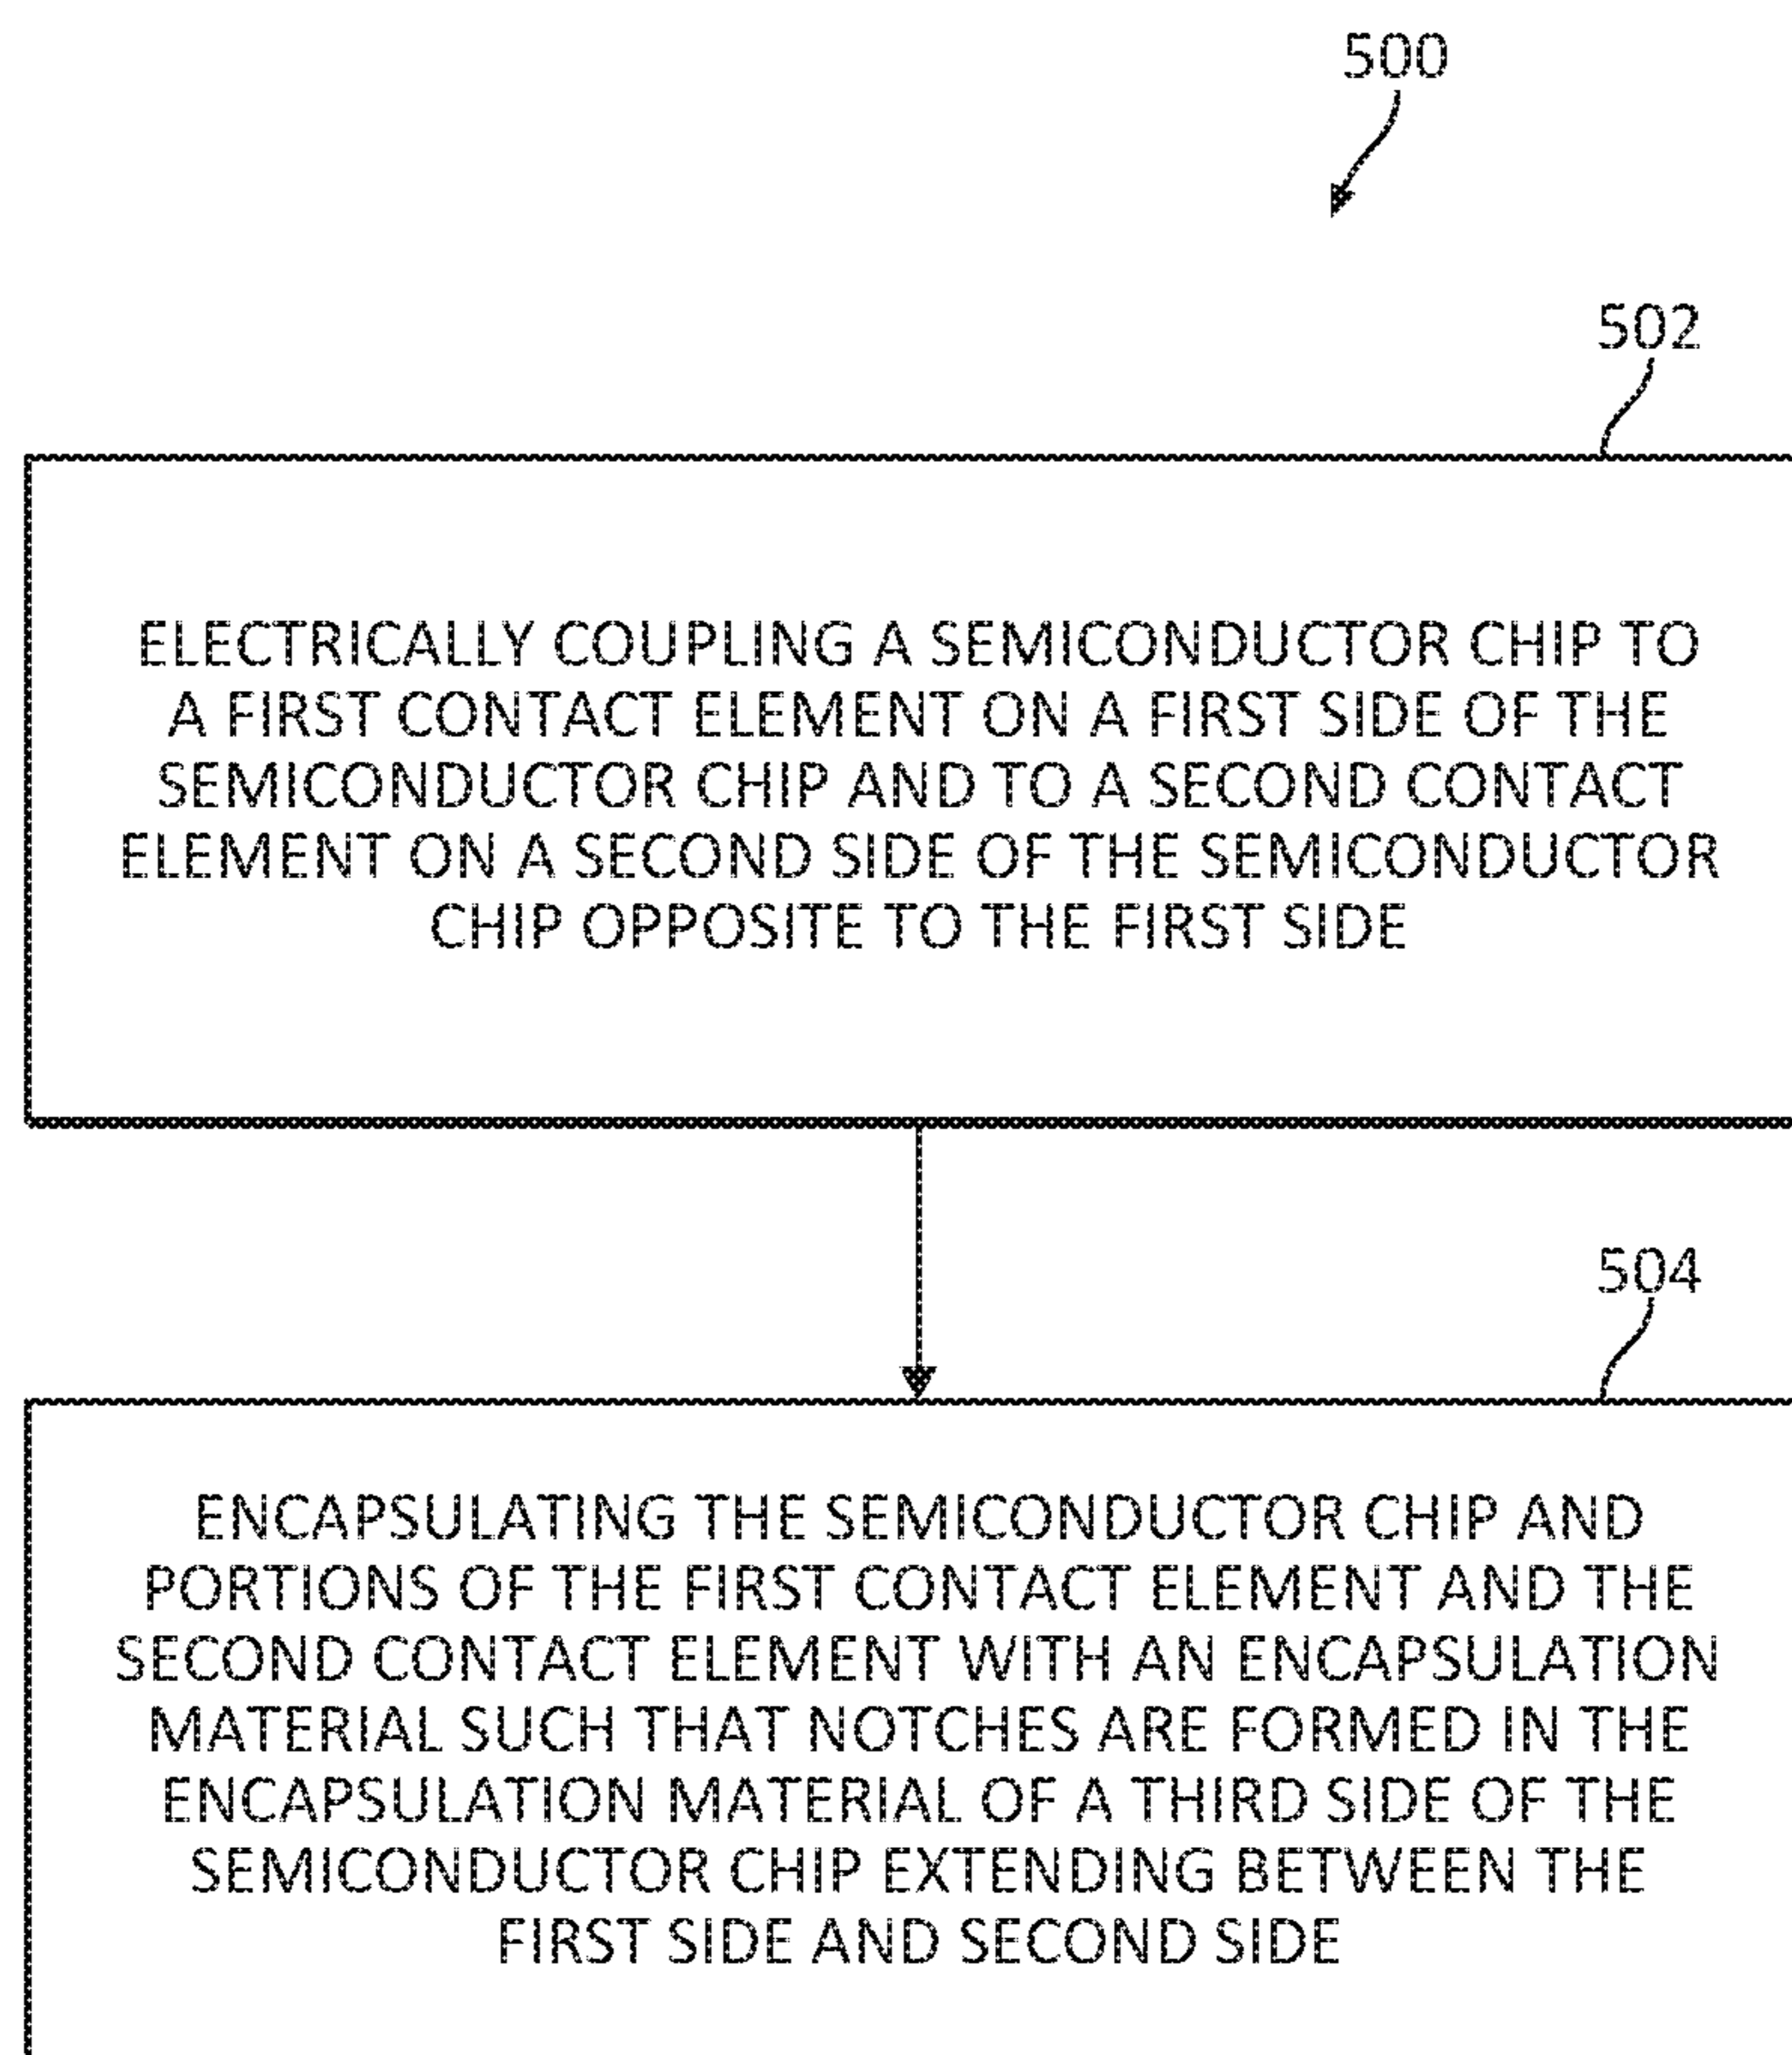 500
502
ELECTRICALLY COUPLING A SEMICONDUCTOR CHIP TO
A FIRST CONTACT ELEMENT ON A FIRST SIDE OF THE
SEMICONDUCTOR CHIP AND TO A SECOND CONTACT
ELEMENT ON A SECOND SIDE OF THE SEMICONDUCTOR
CHIP OPPOSITE TO THE FIRST SIDE
504
ENCAPSULATING THE SEMICONDUCTOR CHIP AND
PORTIONS OF THE FIRST CONTACT ELEMENT AND THE
SECOND CONTACT ELEMENT WITH AN ENCAPSULATION
MATERIAL SUCH THAT NOTCHES ARE FORMED IN THE
ENCAPSULATION MATERIAL OF A THIRD SIDE OF THE
SEMICONDUCTOR CHIP EXTENDING BETWEEN THE
FIRST SIDE AND SECOND SIDE